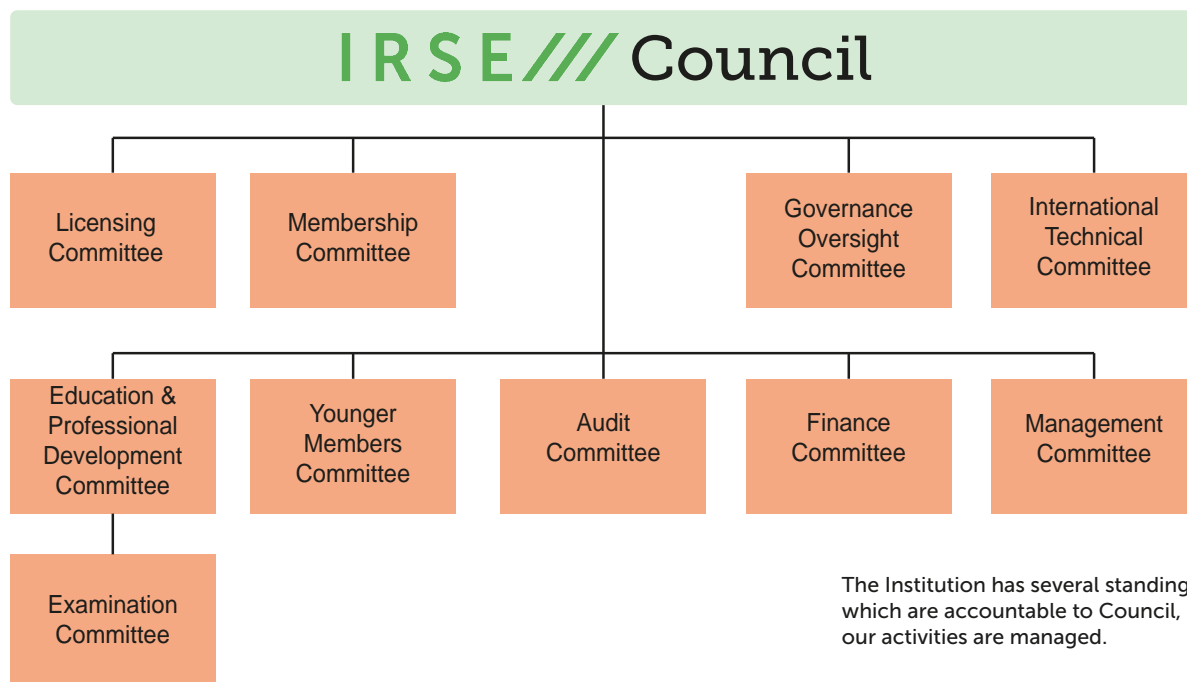 IRSE/// Council
Licensing
Committee
Membership
Committee
Governance
Oversight
Committee
International
Technical
Committee
Education &
Professional
Development
Committee
Younger
Members
Committee
Audit
Committee
Finance
Committee
Management
Committee
Examination
Committee
The Institution has several standing
which are accountable to Council,
our activities are managed.